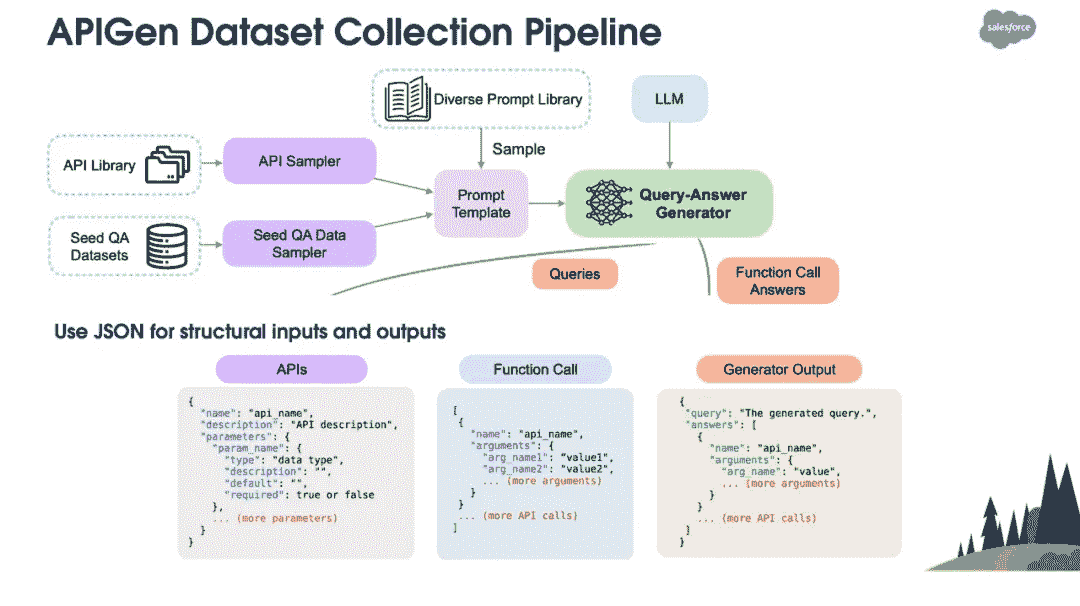 APIGen Dataset Collection Pipeline
salesforce
Diverse Prompt Library
LLM
API Library
API Sampler
Sample
Prompt
Template
Query-Answer
Generator
Seed QA
Datasets
Seed QA Data
Sampler
Queries
Function Call
Answers
Use JSON for structural inputs and outputs
APIs
{
"name": "api_name",
"description": "API description",
"parameters": {
"param_name": {
"type": "data type",
"description": "",
"default": "",
"required": true or false
},
... (more parameters)
}
}
Function Call
[
{
"name": "api_name",
"arguments": {
"arg_name1": "value1",
"arg_name2": "value2",
... (more arguments)
}
}
... (more API calls)
]
Generator Output
{
"query": "The generated query.",
"answers": [
{
"name": "api_name",
"arguments": {
"arg_name": "value",
... (more arguments)
}
}
... (more API calls)
]
}